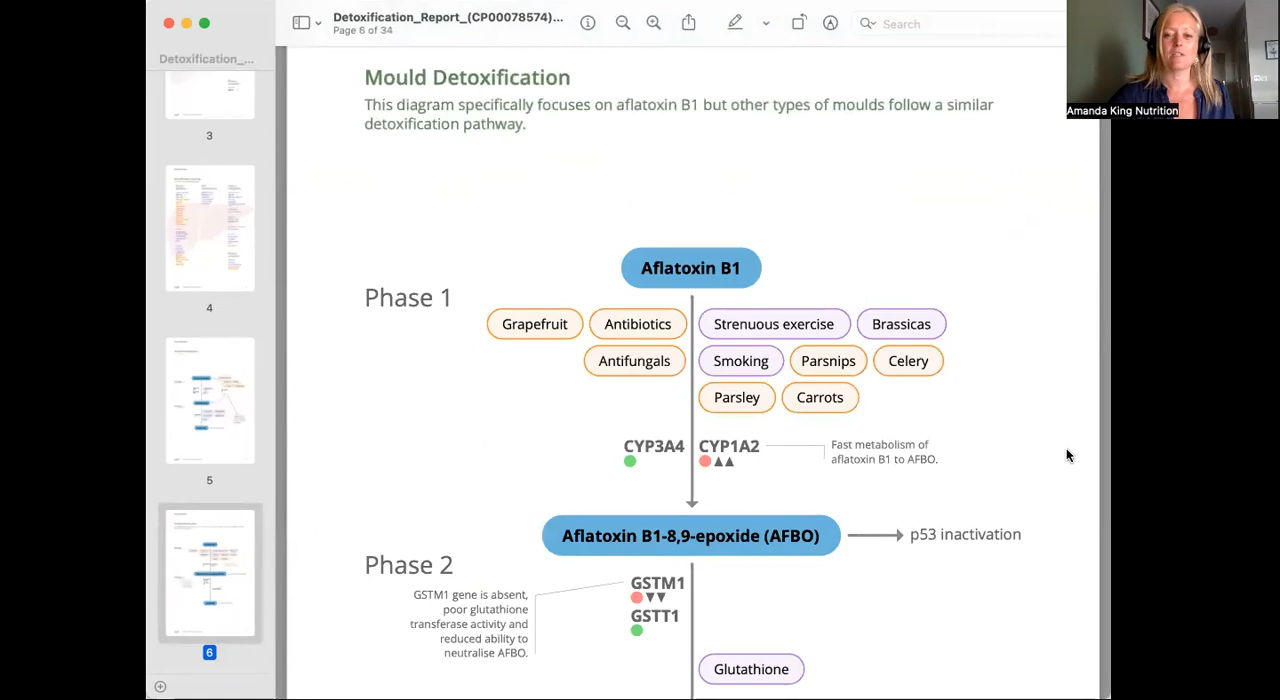 Detoxification_Report_(CP00078574)...
Page 6 of 34
Search
Detoxification_...
3
4
5
6
Amanda King Nutrition
Mould Detoxification
This diagram specifically focuses on aflatoxin B1 but other types of moulds follow a similar
detoxification pathway.
Aflatoxin B1
Phase 1
Grapefruit Antibiotics Strenuous exercise Brassicas
Antifungals Smoking Parsnips Celery
Parsley Carrots
CYP3A4 CYP1A2
Fast metabolism of
aflatoxin B1 to AFBO.
Aflatoxin B1-8,9-epoxide (AFBO)
p53 inactivation
Phase 2
GSTM1
GSTM1 gene is absent,
poor glutathione
transferase activity and
reduced ability to
neutralise AFBO.
GSTT1
Glutathione